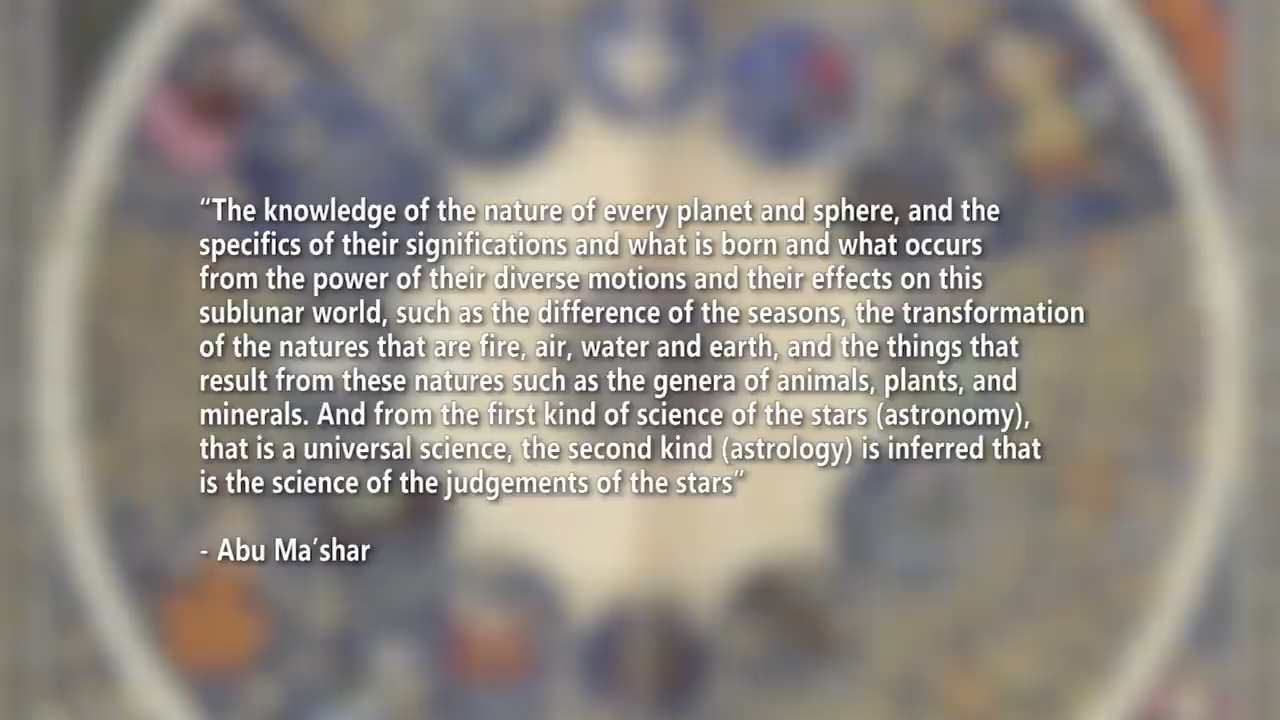 “The knowledge of the nature of every planet and sphere, and the
specifics of their significations and what is born and what occurs
from the power of their diverse motions and their effects on this
sublunar world, such as the difference of the seasons, the transformation
of the natures that are fire, air, water and earth, and the things that
result from these natures such as the genera of animals, plants, and
minerals. And from the first kind of science of the stars (astronomy),
that is a universal science, the second kind (astrology) is inferred that
is the science of the judgements of the stars”
- Abu Ma’shar